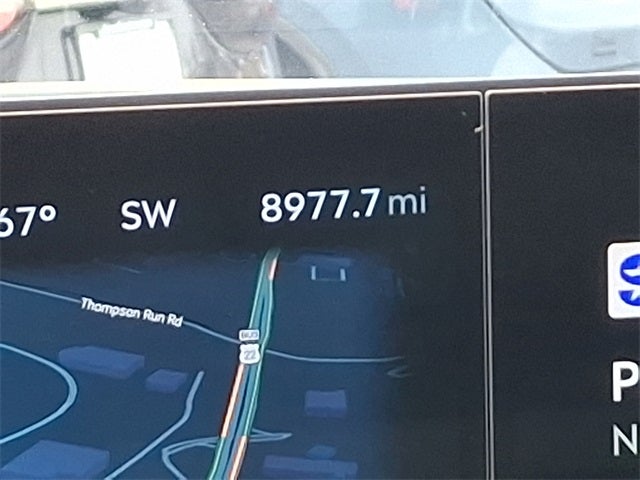 67° SW 8977.7 mi
Thompson Run Rd
BUS
22
P
N